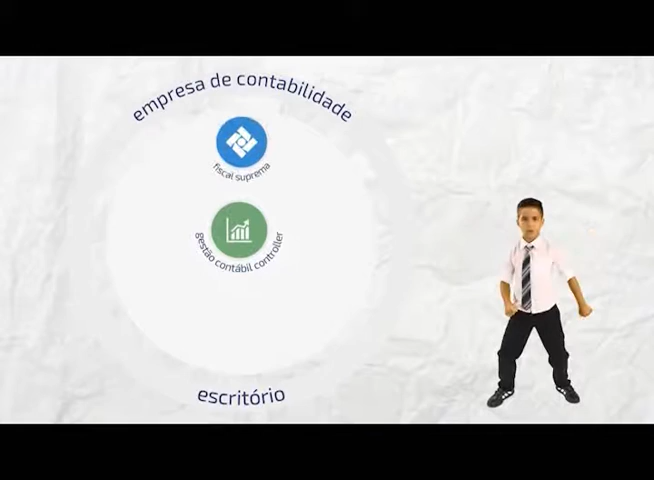 empresa de contabilidade
fiscal suprema
gestão contábil controller
escritório